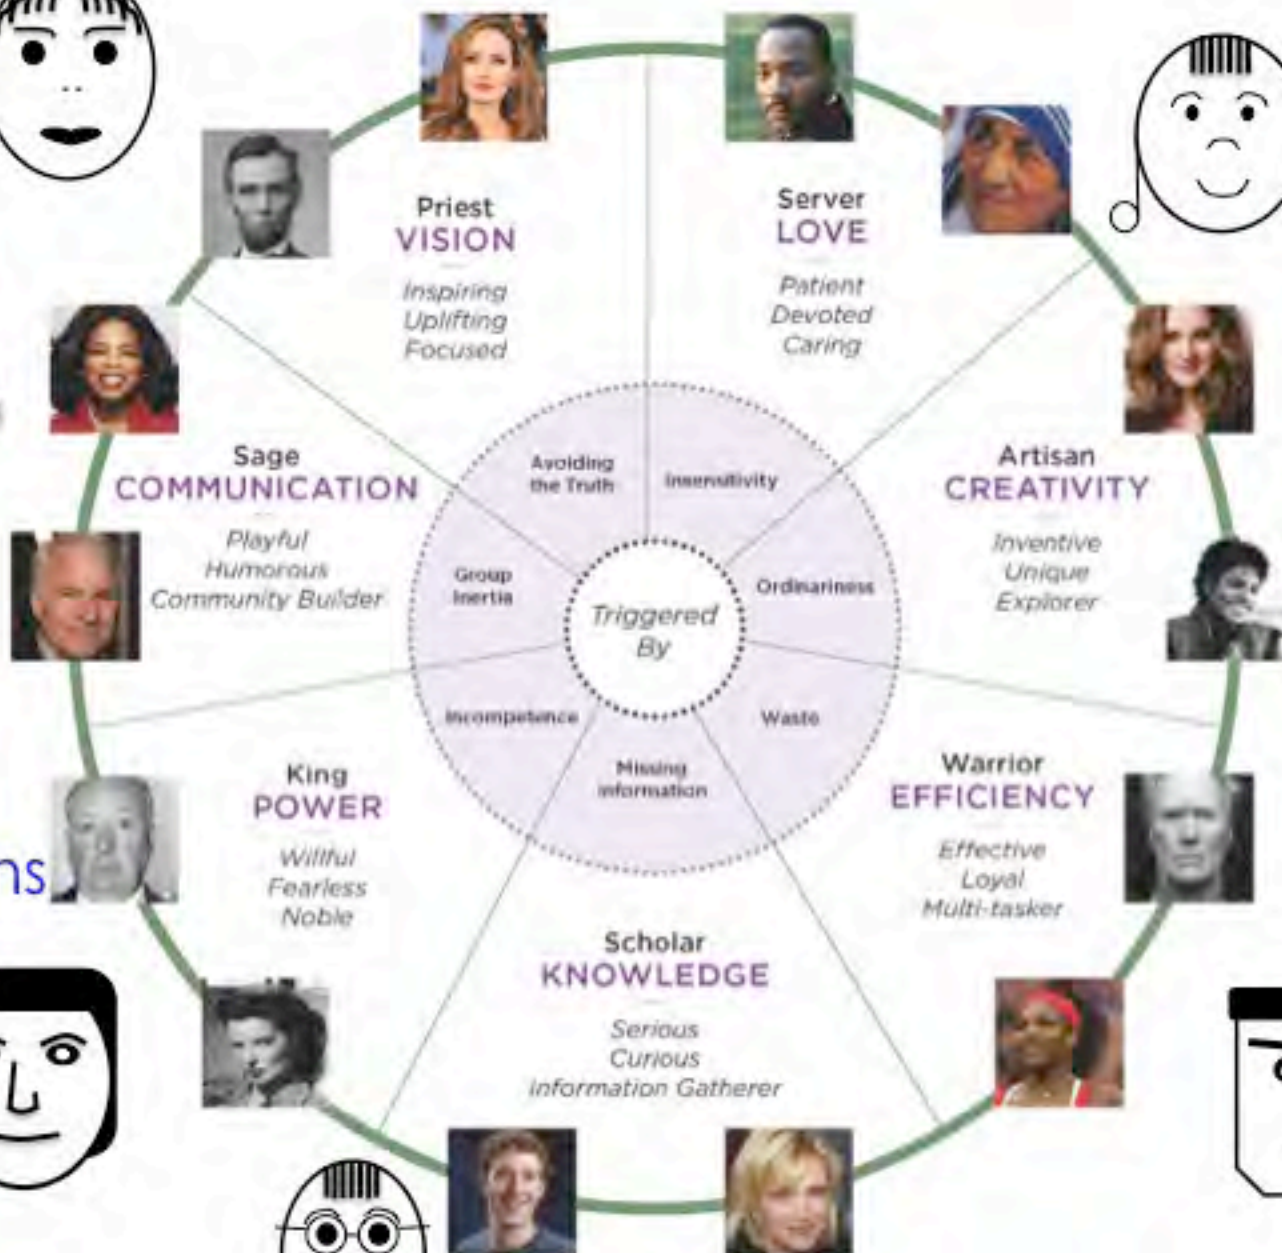 Priest
VISION
Inspiring
Uplifting
Focused
Server
LOVE
Patient
Devoted
Caring
Sage
COMMUNICATION
Playful
Humorous
Community Builder
Artisan
CREATIVITY
Inventive
Unique
Explorer
Avoiding
the Truth
Insensitivity
Group
Inertia
Ordinariness
Triggered
By
Incompetence
Waste
Missing
Information
King
POWER
Willful
Fearless
Noble
Warrior
EFFICIENCY
Effective
Loyal
Multi-tasker
ns
Scholar
KNOWLEDGE
Serious
Curious
Information Gatherer